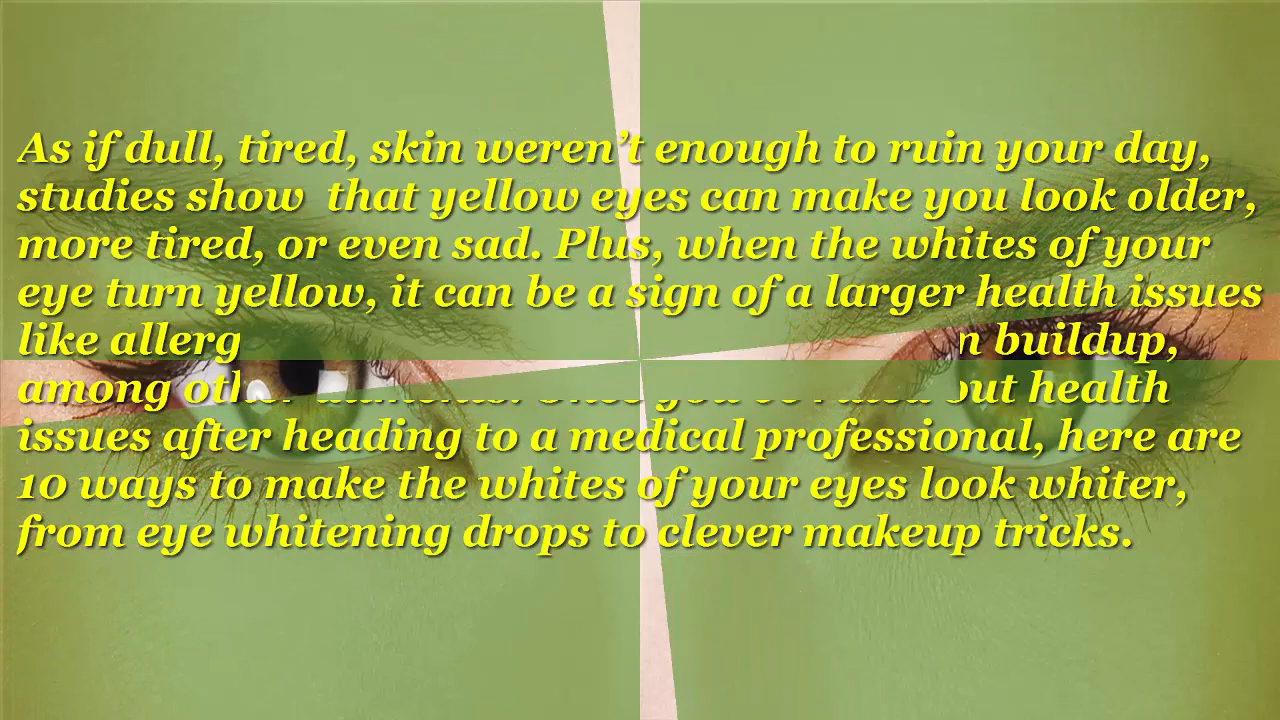 As if dull, tired, skin weren't enough to ruin your day,
studies show that yellow eyes can make you look older,
more tired, or even sad. Plus, when the whites of your
eye turn yellow, it can be a sign of a larger health issues
like buildup,
among health
issues after heading to a medical professional, here are
10 ways to make the whites of your eyes look whiter,
from eye whitening drops to clever makeup tricks.